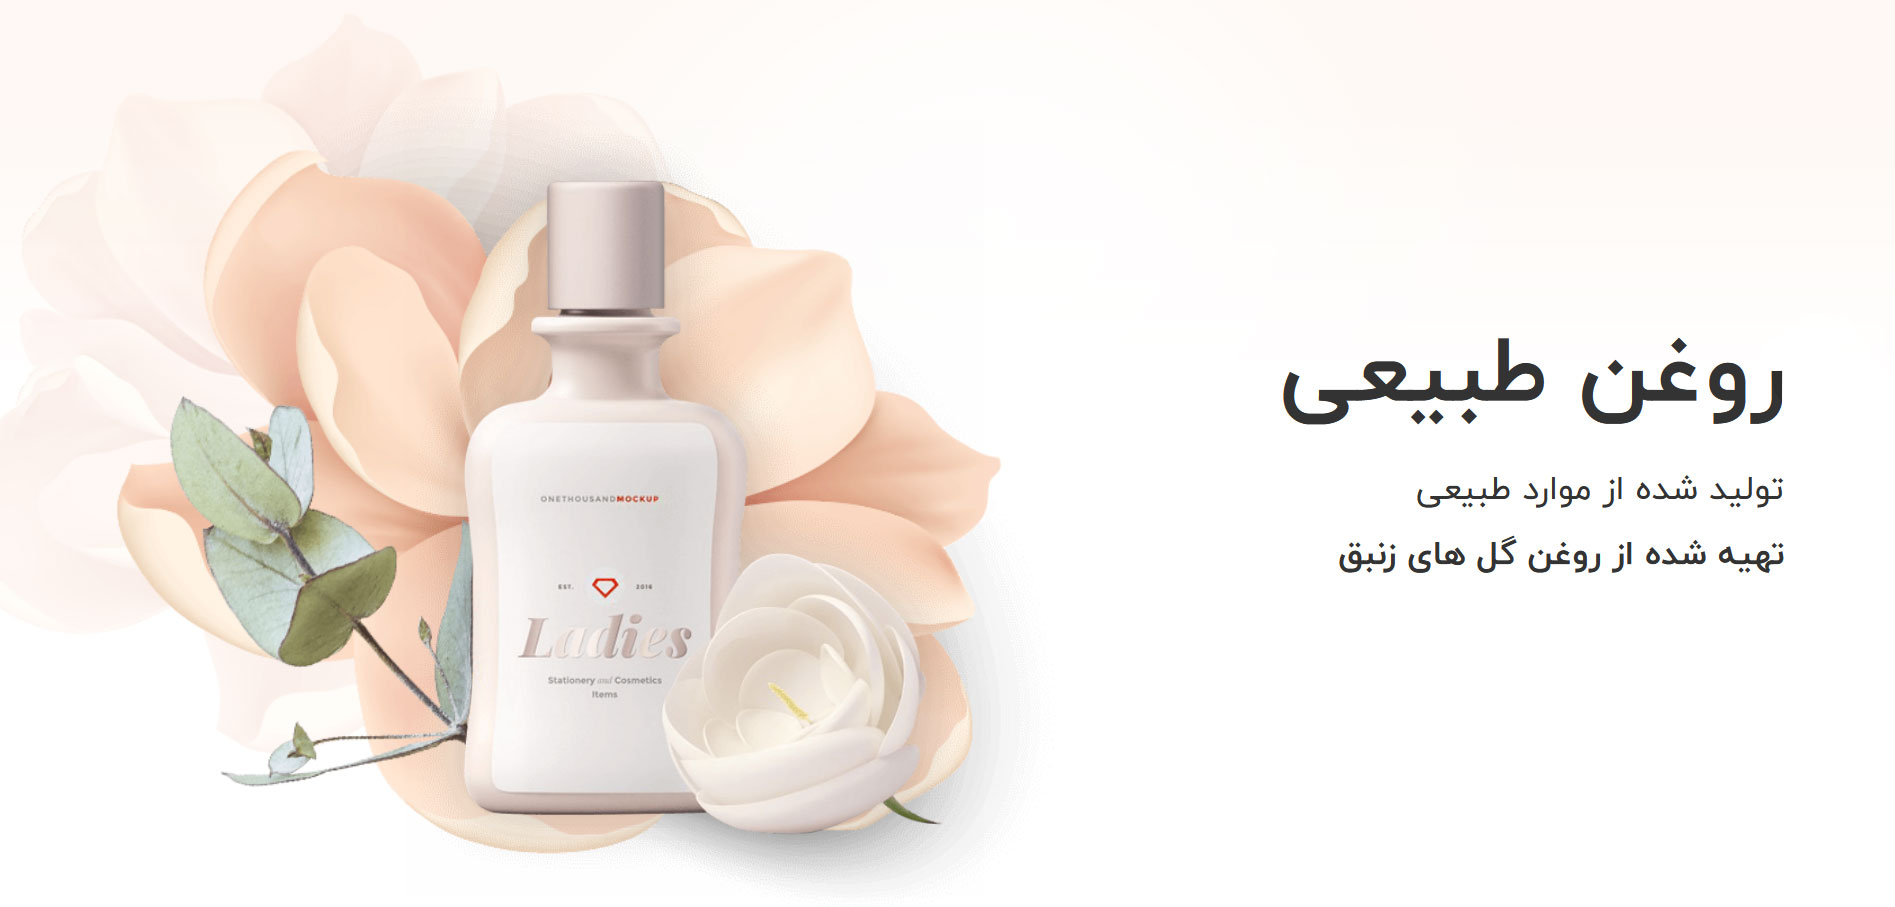 روغن طبیعی
تولید شده از موارد طبیعی
تهیه شده از روغن گل های زنبق
ONETHOUSANDMOCKUP
EST. 2016
Ladies
Stationery and Cosmetics
Items